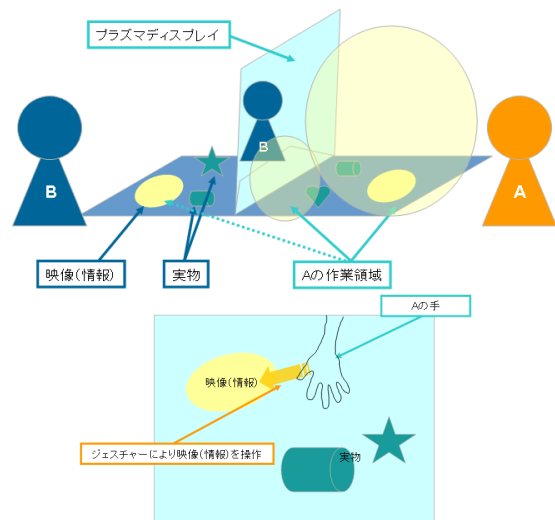 プラズマディスプレイ
B
B
A
映像(情報)
実物
Aの作業領域
Aの手
映像(情報)
ジェスチャーにより映像(情報)を操作
実物